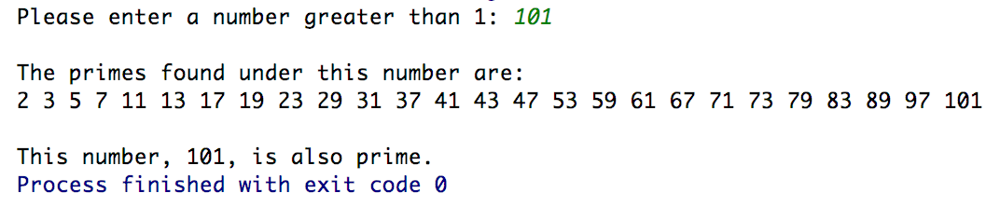 Please enter a number greater than 1: 101
The primes found under this number are:
2 3 5 7 11 13 17 19 23 29 31 37 41 43 47 53 59 61 67 71 73 79 83 89 97 101
This number, 101, is also prime.
Process finished with exit code 0